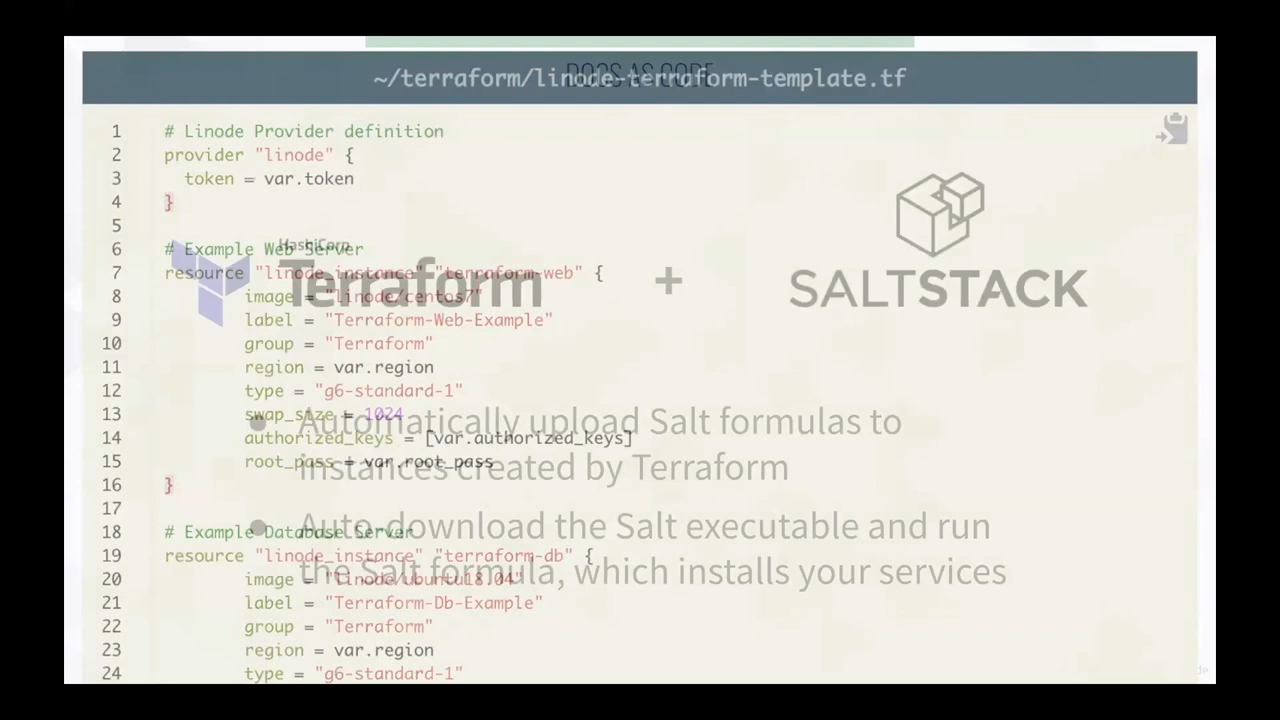 DOCS AS CODE
~/terraform/linode-terraform-template.tf
1 # Linode Provider definition
2 provider "linode" {
3 token = var.token
4 }
5
6 # Example Web Server
7 resource "linode_instance" "terraform-web" {
8 image = "linode/centos7"
9 label = "Terraform-Web-Example"
10 group = "Terraform"
11 region = var.region
12 type = "g6-standard-1"
13 swap_size = 1024
14 authorized_keys = [var.authorized_keys]
15 root_pass = var.root_pass
16 }
17
18 # Example Database Server
19 resource "linode_instance" "terraform-db" {
20 image = "linode/ubuntu18.04"
21 label = "Terraform-Db-Example"
22 group = "Terraform"
23 region = var.region
24 type = "g6-standard-1"
HashiCorp
Terraform + SALTSTACK
• Automatically upload Salt formulas to
instances created by Terraform
• Auto-download the Salt executable and run
the Salt formula, which installs your services